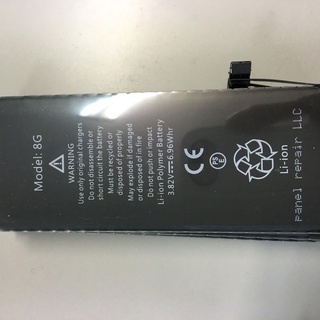 Model: 8G
WARNING
Use only original chargers
Do not disassemble or
short circuit the battery
Must be recycled or
disposed of properly
May explode if damaged
or disposed of in fire
Do not push or impact
Li-ion Polymer Battery
3.82V 6.96Whr
CE
Li-ion
panel repair LLC